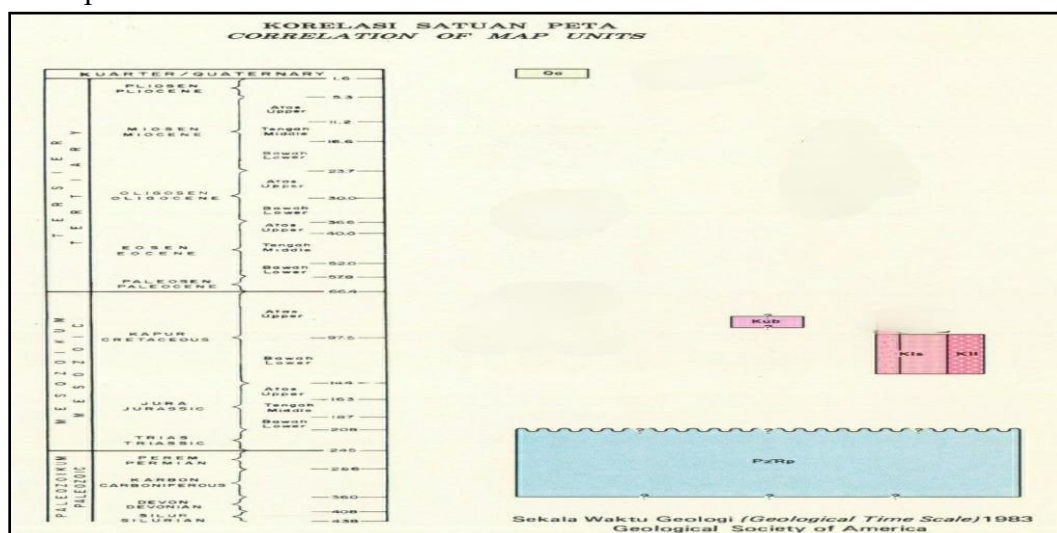 KORELASI SATUAN PETA
CORRELATION OF MAP UNITS
KUARTER/QUATERNARY
1.6
Qa
PLIOSEN
PLIOCENE
5.3
Atas
Upper
11.2
MIOSEN
MIOCENE
Tengah
Middle
16.6
Bawah
Lower
23.7
Atas
Upper
OLIGOSEN
OLIGOCENE
30.0
Bawah
Lower
36.6
Atas
Upper
40.0
EOSEN
EOCENE
Tengah
Middle
52.0
Bawah
Lower
57.8
PALEOSEN
PALEOCENE
66.4
TERSIER
TERTIARY
Atas
Upper
?
Kub
?
KAPUR
CRETACEOUS
97.5
Kls
Kll
Bawah
Lower
144
Atas
Upper
163
JURA
JURASSIC
Tengah
Middle
187
Bawah
Lower
208
? ? ?
TRIAS
TRIASSIC
245
MESOZOIKUM
MESOZOIC
PEREM
PERMIAN
286
PzRp
KARBON
CARBONIFEROUS
360
? ? ?
DEVON
DEVONIAN
408
SILUR
SILURIAN
438
PALEOZOIKUM
PALEOZOIC
Sekala Waktu Geologi (Geological Time Scale) 1983
Geological Society of America